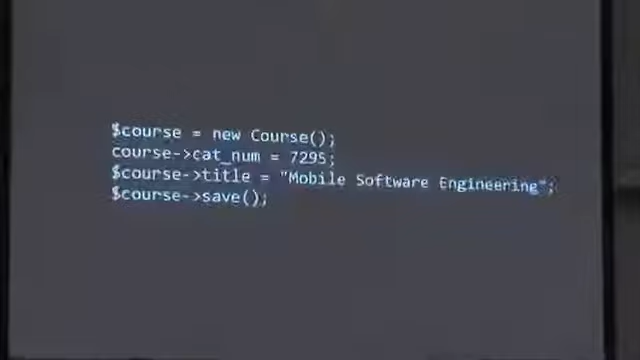 $course = new Course();
course->cat_num = 7295;
$course->title = "Mobile Software Engineering";
$course->save();